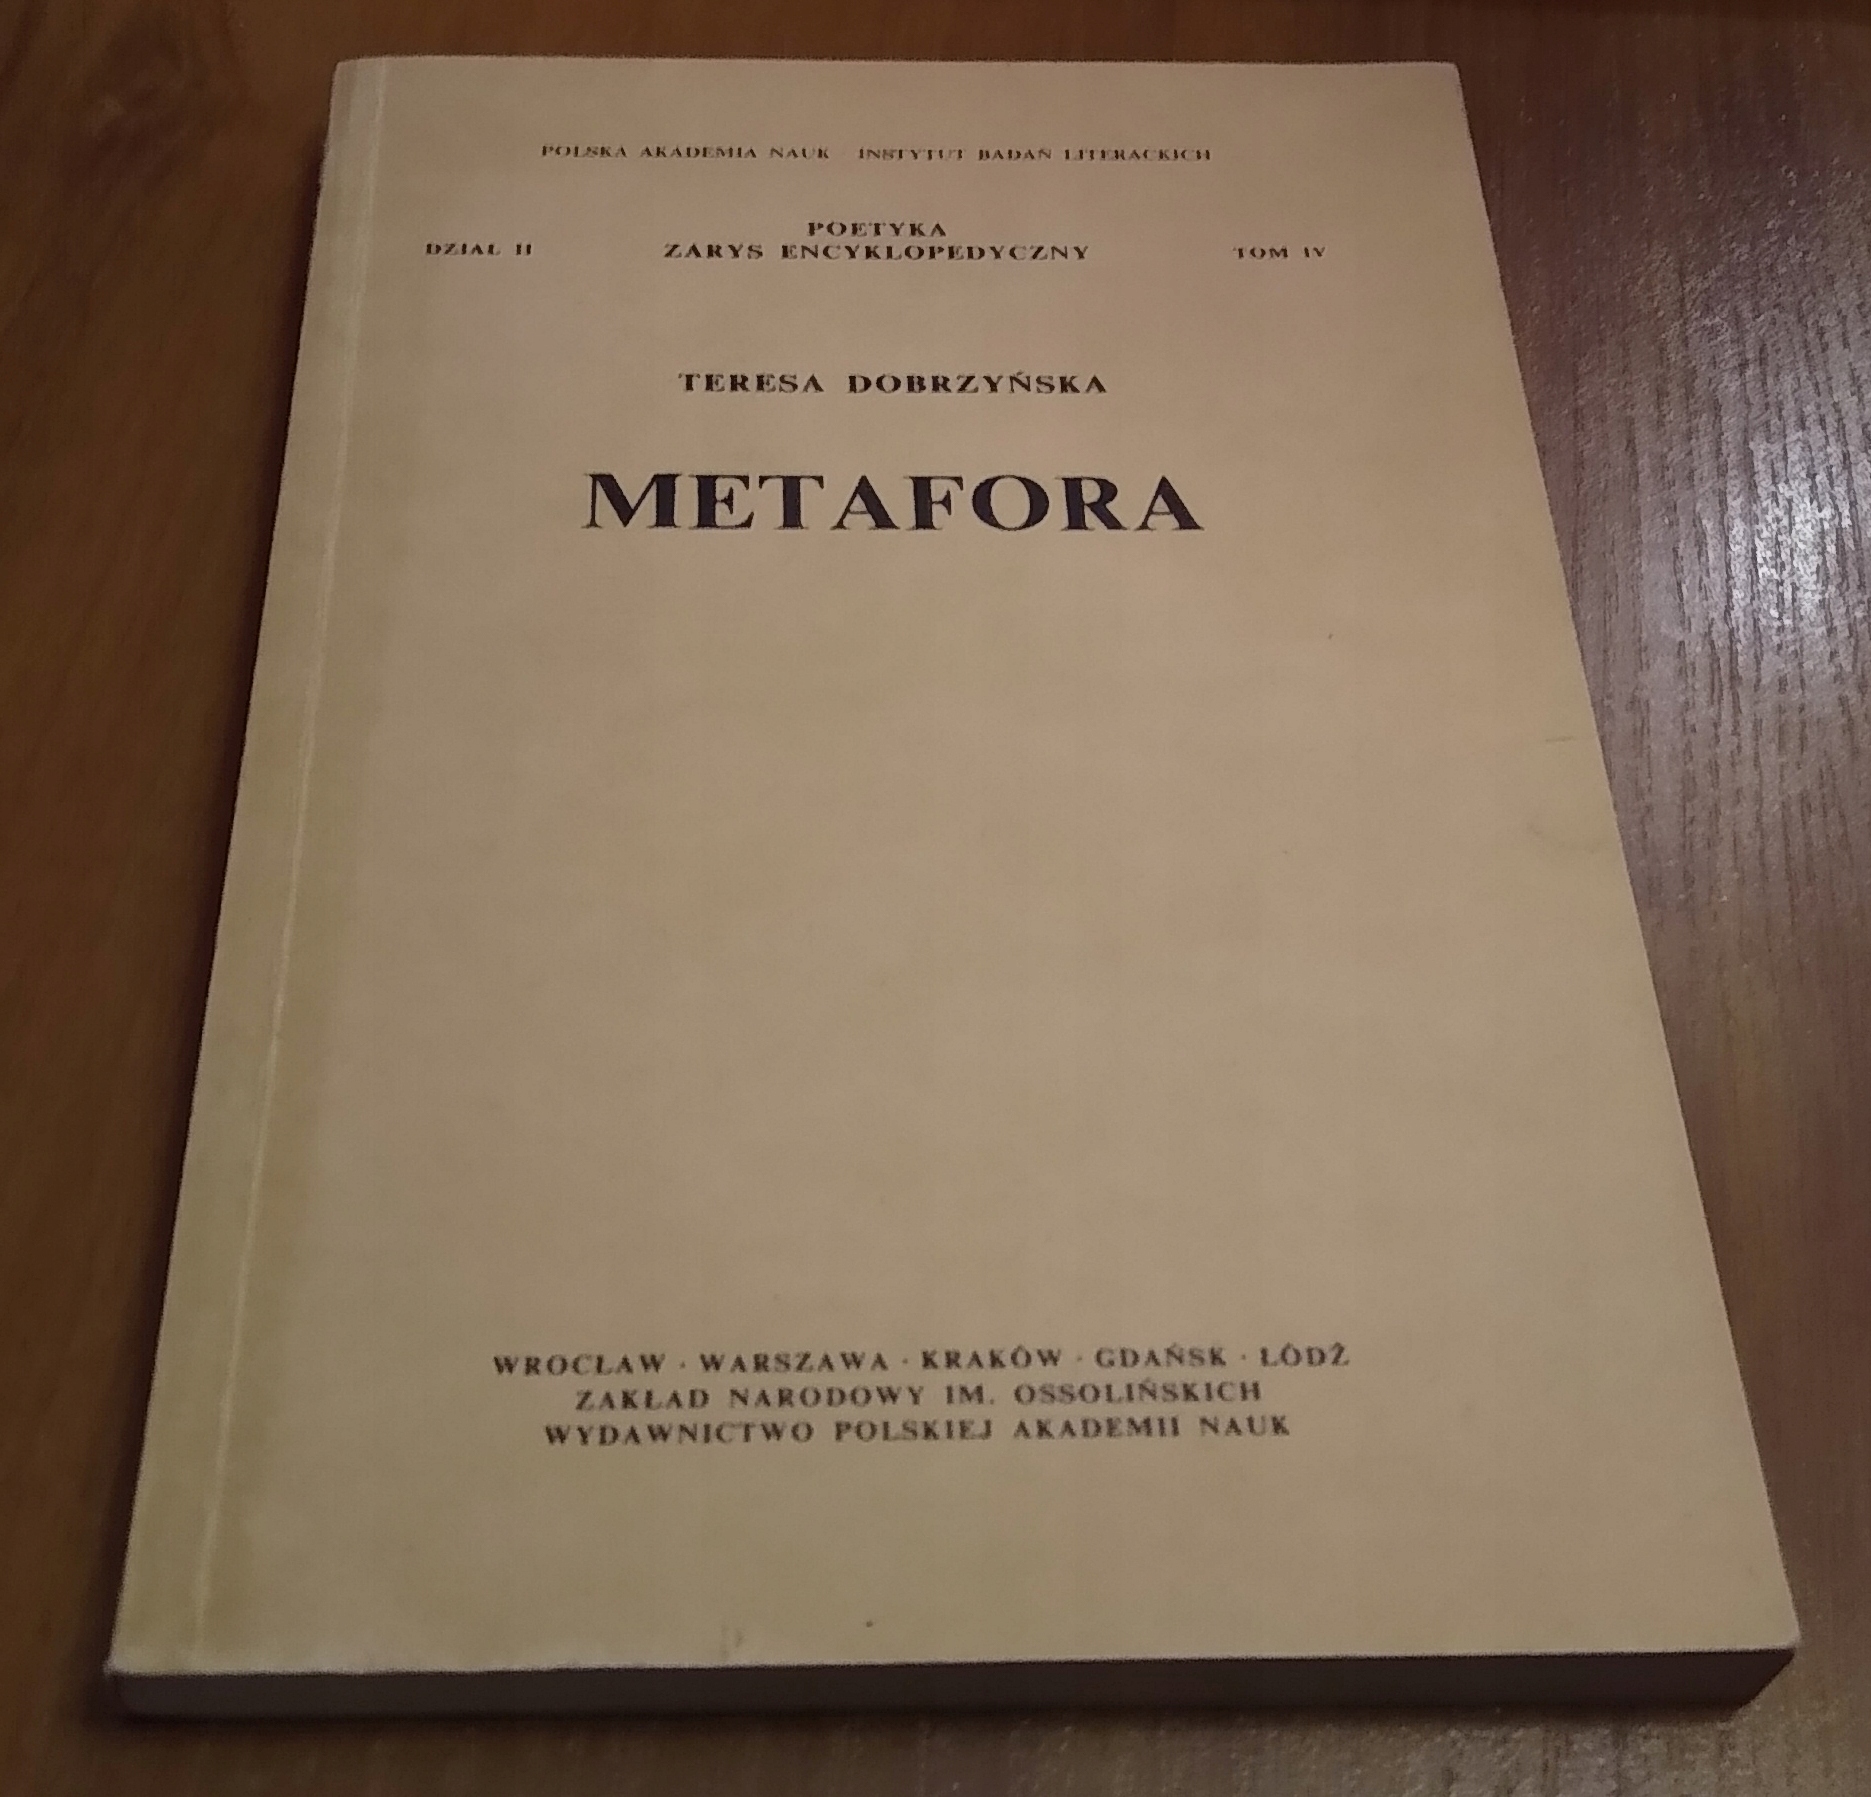 POLSKA AKADEMIA NAUK · INSTYTUT BADAŃ LITERACKICH
POETYKA
DZIAŁ II ZARYS ENCYKLOPEDYCZNY TOM IV
TERESA DOBRZYŃSKA
METAFORA
WROCŁAW · WARSZAWA · KRAKÓW · GDAŃSK · ŁÓDŹ
ZAKŁAD NARODOWY IM. OSSOLIŃSKICH
WYDAWNICTWO POLSKIEJ AKADEMII NAUK